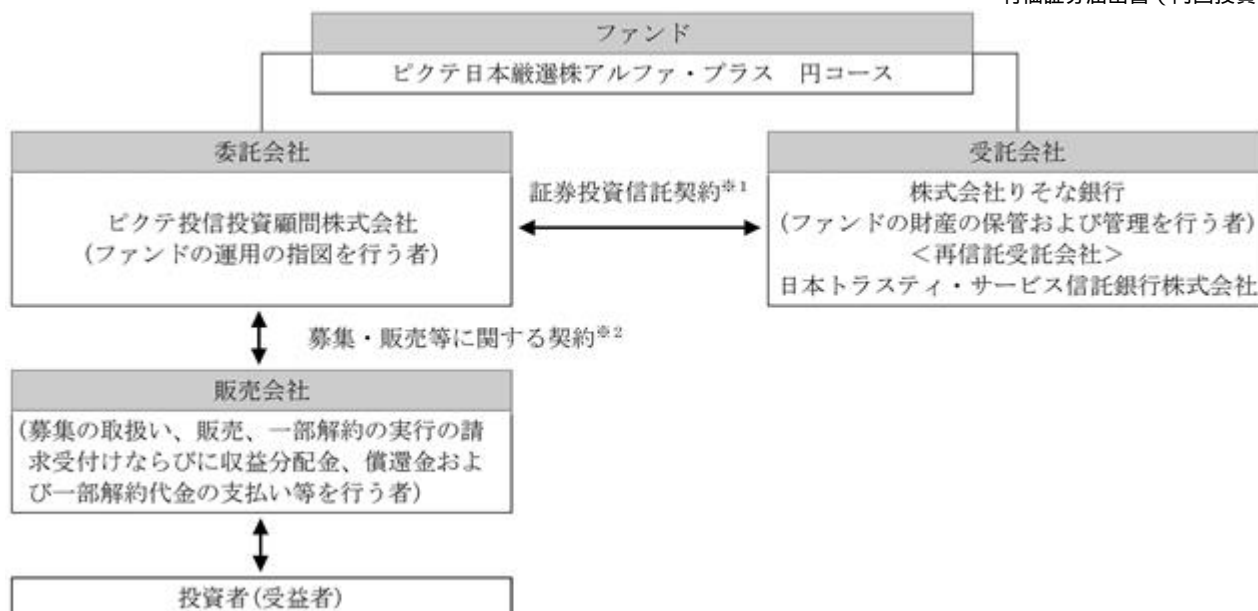 ファンド
ピクテ日本厳選株アルファ・プラス 円コース
委託会社
ピクテ投信投資顧問株式会社
(ファンドの運用の指図を行う者)
証券投資信託契約※1
受託会社
株式会社りそな銀行
(ファンドの財産の保管および管理を行う者)
<再信託受託会社>
日本トラスティ・サービス信託銀行株式会社
募集・販売等に関する契約※2
販売会社
(募集の取扱い、販売、一部解約の実行の請
求受付けならびに収益分配金、償還金およ
び一部解約代金の支払い等を行う者)
投資者(受益者)